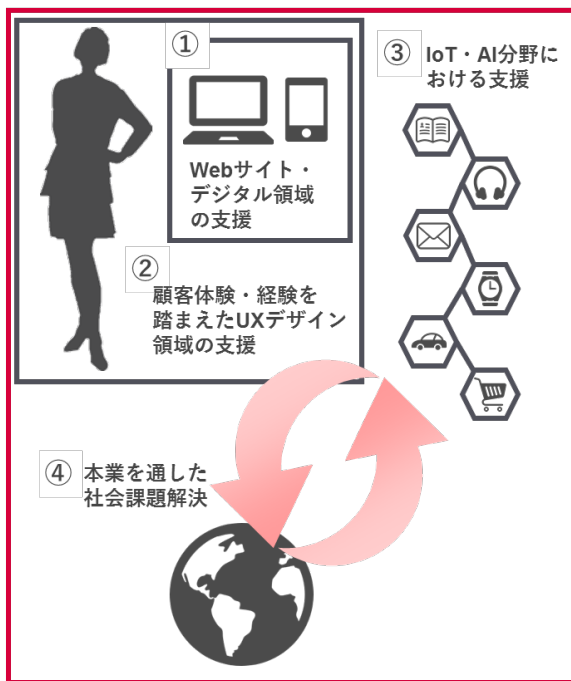 ①
Webサイト・
デジタル領域
の支援
②
顧客体験・経験を
踏まえたUXデザイン
領域の支援
③
IoT・AI分野に
おける支援
④
本業を通した
社会課題解決